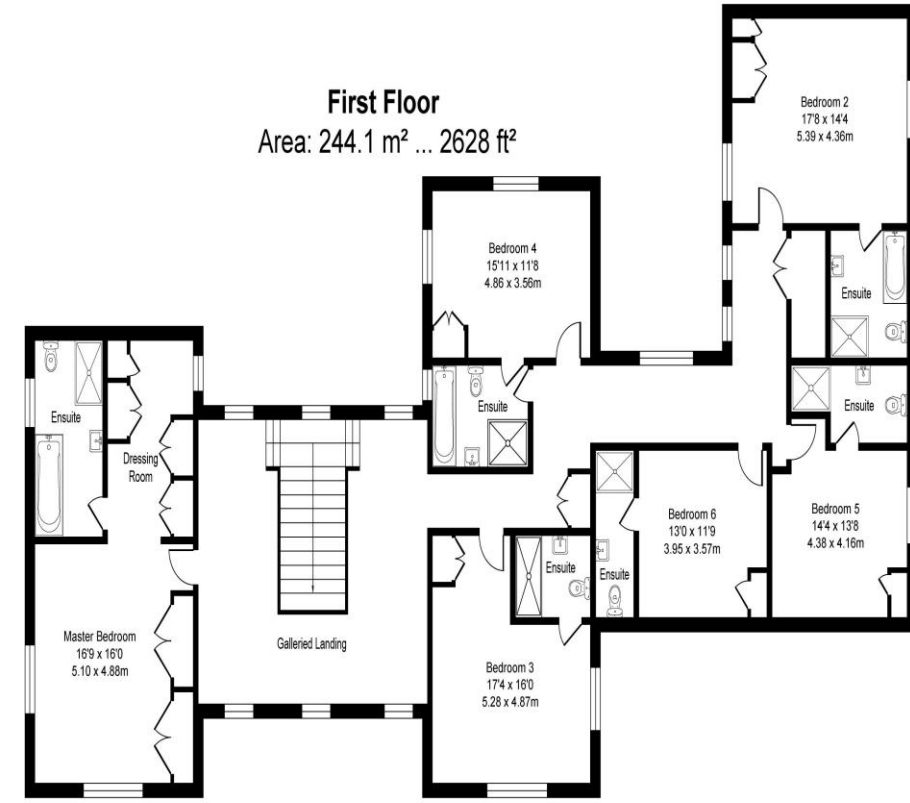 First Floor
Area: 244.1 m² ... 2628 ft²
Bedroom 2
17'8 x 14'4
5.39 x 4.36m
Bedroom 4
15'11 x 11'8
4.86 x 3.56m
Ensuite
Ensuite
Ensuite
Ensuite
Dressing
Room
Bedroom 6
13'0 x 11'9
3.95 x 3.57m
Bedroom 5
14'4 x 13'8
4.38 x 4.16m
Ensuite
Ensuite
Master Bedroom
16'9 x 16'0
5.10 x 4.88m
Galleried Landing
Bedroom 3
17'4 x 16'0
5.28 x 4.87m